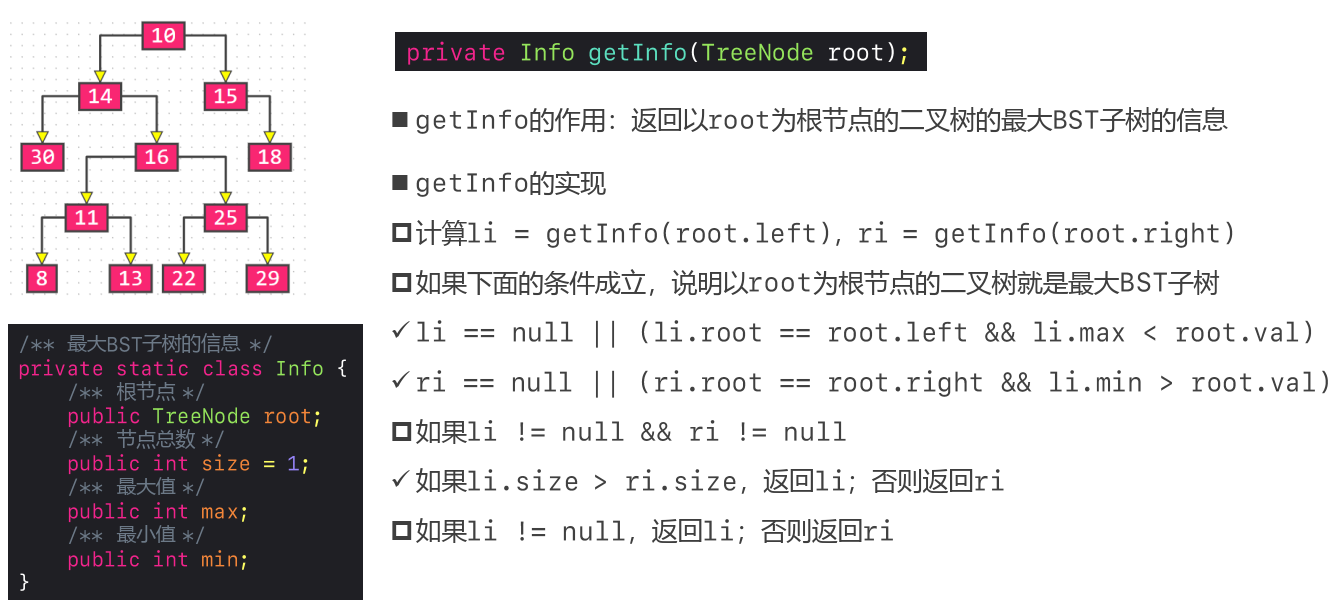 10
14
15
30
16
18
11
25
8
13
22
29
/** 最大BST子树的信息 */
private static class Info {
/** 根节点 */
public TreeNode root;
/** 节点总数 */
public int size = 1;
/** 最大值 */
public int max;
/** 最小值 */
public int min;
}
private Info getInfo(TreeNode root);
■ getInfo的作用：返回以root为根节点的二叉树的最大BST子树的信息
■ getInfo的实现
计算li = getInfo(root.left)，ri = getInfo(root.right)
如果下面的条件成立，说明以root为根节点的二叉树就是最大BST子树
✓ li == null || (li.root == root.left && li.max < root.val)
✓ ri == null || (ri.root == root.right && li.min > root.val)
如果li != null && ri != null
✓ 如果li.size > ri.size，返回li；否则返回ri
如果li != null，返回li；否则返回ri